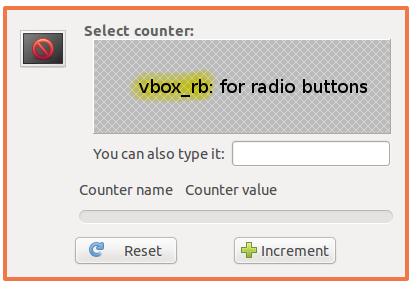 Select counter:
vbox_rb: for radio buttons
You can also type it:
Counter name Counter value
Reset Increment